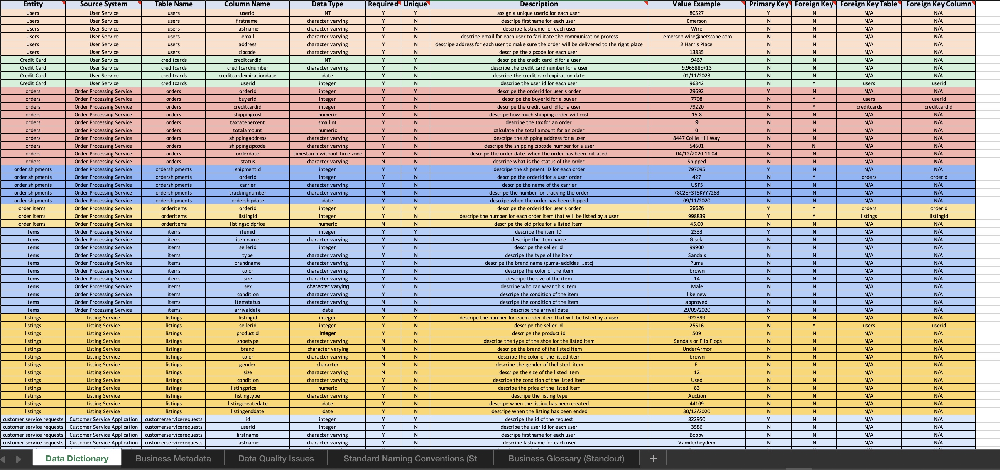 Entity Source System Table Name Column Name Data Type Required Unique Description Value Example Primary Key Foreign Key Foreign Key Table Foreign Key Column
Users User Service users userid INT Y Y assign a unique userid for each user 80527 Y N N/A N/A
Users User Service users firstname character varying Y N descripe firstname for each user Emerson N N N/A N/A
Users User Service users lastname character varying Y N descripe lastname for each user Wire N N N/A N/A
Users User Service users email character varying Y N descripe email for each user to facilitate the communication process emerson.wire@netscape.com N N N/A N/A
Users User Service users address character varying Y N descripe address for each user to make sure the order will be delivered to the right place 2 Harris Place N N N/A N/A
Users User Service users zipcode character varying Y N descripe the zipcode for each user. 13835 N N N/A N/A
Credit Card User Service creditcards creditcardid INT Y Y descripe the credit card id for a user 9467 N N N/A N/A
Credit Card User Service creditcards creditcardnumber character varying Y N descripe the credit card number for a user 9.96588E+13 N N N/A N/A
Credit Card User Service creditcards creditcardexpirationdate date Y N descripe the credit card expiration date 01/11/2023 N N N/A N/A
Credit Card User Service creditcards userid integer Y N descripe the user id for each user 96342 N Y users userid
orders Order Processing Service orders orderid integer Y Y descripe the orderid for user's order 29692 Y N N/A N/A
orders Order Processing Service orders buyerid integer Y N descripe the buyerid for a buyer 7708 N Y users userid
orders Order Processing Service orders creditcardid integer Y N descripe the credit card id for a user 79220 N Y creditcards creditcardid
orders Order Processing Service orders shippingcost numeric Y N descripe how much shipping order will cost 15.8 N N N/A N/A
orders Order Processing Service orders taxratepercent smallint Y N descripe the tax for an order 9 N N N/A N/A
orders Order Processing Service orders totalamount numeric Y N calculate the total amount for an order 0 N N N/A N/A
orders Order Processing Service orders shippingaddress character varying Y N descripe the shipping address for a user 8447 Collie Hill Way N N N/A N/A
orders Order Processing Service orders shippingzipcode character varying Y N descripe the shipping zipcode number for a user 54601 N N N/A N/A
orders Order Processing Service orders orderdate timestamp without time zone Y N descripe the order date. when the order has been initiated 04/12/2020 11:04 N N N/A N/A
orders Order Processing Service orders status character varying N N descripe what is the status of the order. Shipped N N N/A N/A
order shipments Order Processing Service ordershipments shipmentid integer Y Y descripe the shipment ID for each order 797095 Y N N/A N/A
order shipments Order Processing Service ordershipments orderid integer Y N descripe the orderid for a user order 427 N Y orders orderid
order shipments Order Processing Service ordershipments carrier character varying Y N descripe the name of the carrier USPS N N N/A N/A
order shipments Order Processing Service ordershipments trackingnumber character varying N N descripe the number for tracking the order 78C2EF3T5KYY7283 N N N/A N/A
order shipments Order Processing Service ordershipments ordershipdate date Y N descripe when the order has been shipped 09/11/2020 N N N/A N/A
order items Order Processing Service orderitems orderid integer Y Y descripe the orderid for user's order 29626 Y Y orders orderid
order items Order Processing Service orderitems listingid integer Y N descripe the number for each order item that will be listed by a user 998839 Y Y listings listingid
order items Order Processing Service orderitems listingsoldprice numeric N N descripe the old price for a listed item. 45.00 N N N/A N/A
items Order Processing Service items itemid integer Y Y descripe the item ID 2333 Y N N/A N/A
items Order Processing Service items itemname character varying Y N descripe the item name Gisela N N N/A N/A
items Order Processing Service items sellerid integer Y N descripe the seller id 99900 N N N/A N/A
items Order Processing Service items type character varying Y N descripe the type of the item Sandals N N N/A N/A
items Order Processing Service items brandname character varying Y N descripe the brand name (puma- addidas ...etc) Puma N N N/A N/A
items Order Processing Service items color character varying Y N descripe the color of the item brown N N N/A N/A
items Order Processing Service items size character varying Y N descripe the size of the item 14 N N N/A N/A
items Order Processing Service items sex character varying Y N descripe who can wear this item Male N N N/A N/A
items Order Processing Service items condition character varying Y N descripe the condition of the item like new N N N/A N/A
items Order Processing Service items itemstatus character varying N N descripe the condition of the item approved N N N/A N/A
items Order Processing Service items arrivaldate date N N descripe the arrival date 29/09/2020 N N N/A N/A
listings Listing Service listings listingid integer Y Y descripe the number for each order item that will be listed by a user 922399 Y N N/A N/A
listings Listing Service listings sellerid integer Y N descripe the seller id 25516 N Y users userid
listings Listing Service listings productid integer Y N descripe the product id 509 N N N/A N/A
listings Listing Service listings shoetype character varying N N descripe the type of the shoe for the listed item Sandals or Flip Flops N N N/A N/A
listings Listing Service listings brand character varying N N descripe the brand of the listed item UnderArmor N N N/A N/A
listings Listing Service listings color character varying N N descripe the color of the listed item brown N N N/A N/A
listings Listing Service listings gender character N N descripe the gender of thelisted item F N N N/A N/A
listings Listing Service listings size character varying N N descripe the size of the listed item 12 N N N/A N/A
listings Listing Service listings condition character varying Y N descripe the condition of the listed item Used N N N/A N/A
listings Listing Service listings listingprice numeric Y N descripe the price of the listed item 83 N N N/A N/A
listings Listing Service listings listingtype character varying Y N descripe the listing type Auction N N N/A N/A
listings Listing Service listings listingcreatedate date Y N descripe when the listing has been created 44109 N N N/A N/A
listings Listing Service listings listingenddate date Y N descripe when the listing has been ended 30/12/2020 N N N/A N/A
customer service requests Customer Service Application customerservicerequests id integer Y Y descripe the id of the request 822950 Y N N/A N/A
customer service requests Customer Service Application customerservicerequests userid integer Y N descripe the user id for each user 3586 N N N/A N/A
customer service requests Customer Service Application customerservicerequests firstname character varying Y N descripe firstname for each user Bobby N N N/A N/A
customer service requests Customer Service Application customerservicerequests lastname character varying Y N descripe lastname for each user Vamderheydem N N N/A N/A
Data Dictionary Business Metadata Data Quality Issues Standard Naming Conventions (St Business Glossary (Standout) +